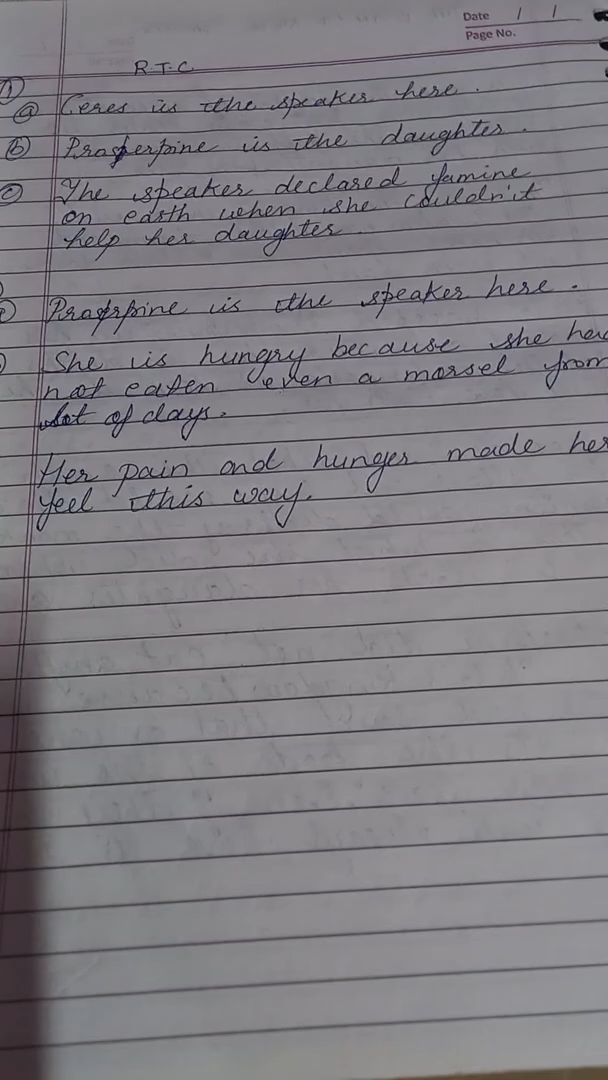 Date / /
Page No.
R.T.C.
1
a Ceres is the speaker here.
b Prosperpine is the daughter.
c The speaker declared famine
on earth when she couldn't
help her daughter.
Proserpine is the speaker here.
She is hungry because she had
not eaten even a morsel from
lot of days.
Her pain and hunger made her
feel this way.